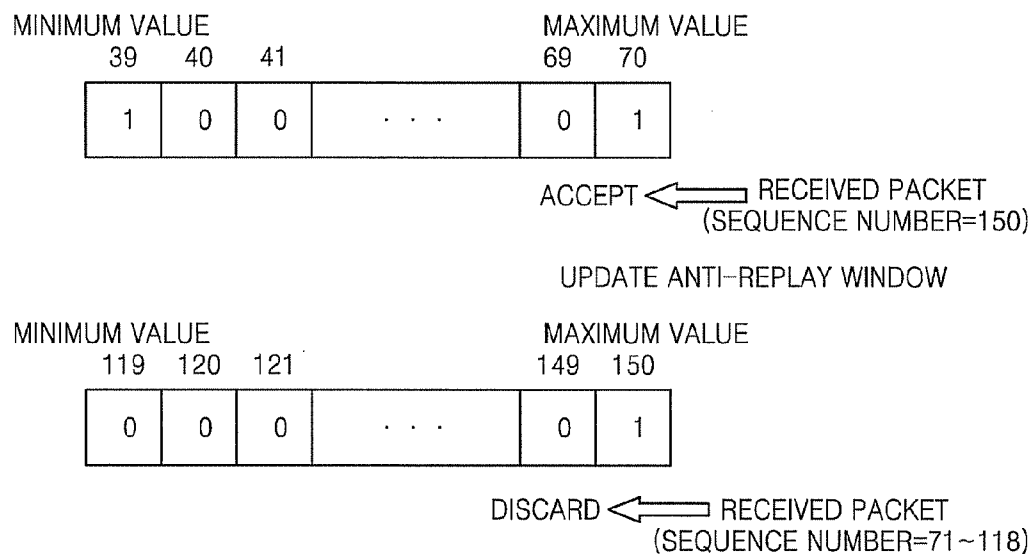 MINIMUM VALUE MAXIMUM VALUE
39 40 41 69 70
1 0 0 · · · 0 1
ACCEPT RECEIVED PACKET
(SEQUENCE NUMBER=150)
UPDATE ANTI-REPLAY WINDOW
MINIMUM VALUE MAXIMUM VALUE
119 120 121 149 150
0 0 0 · · · 0 1
DISCARD RECEIVED PACKET
(SEQUENCE NUMBER=71~118)